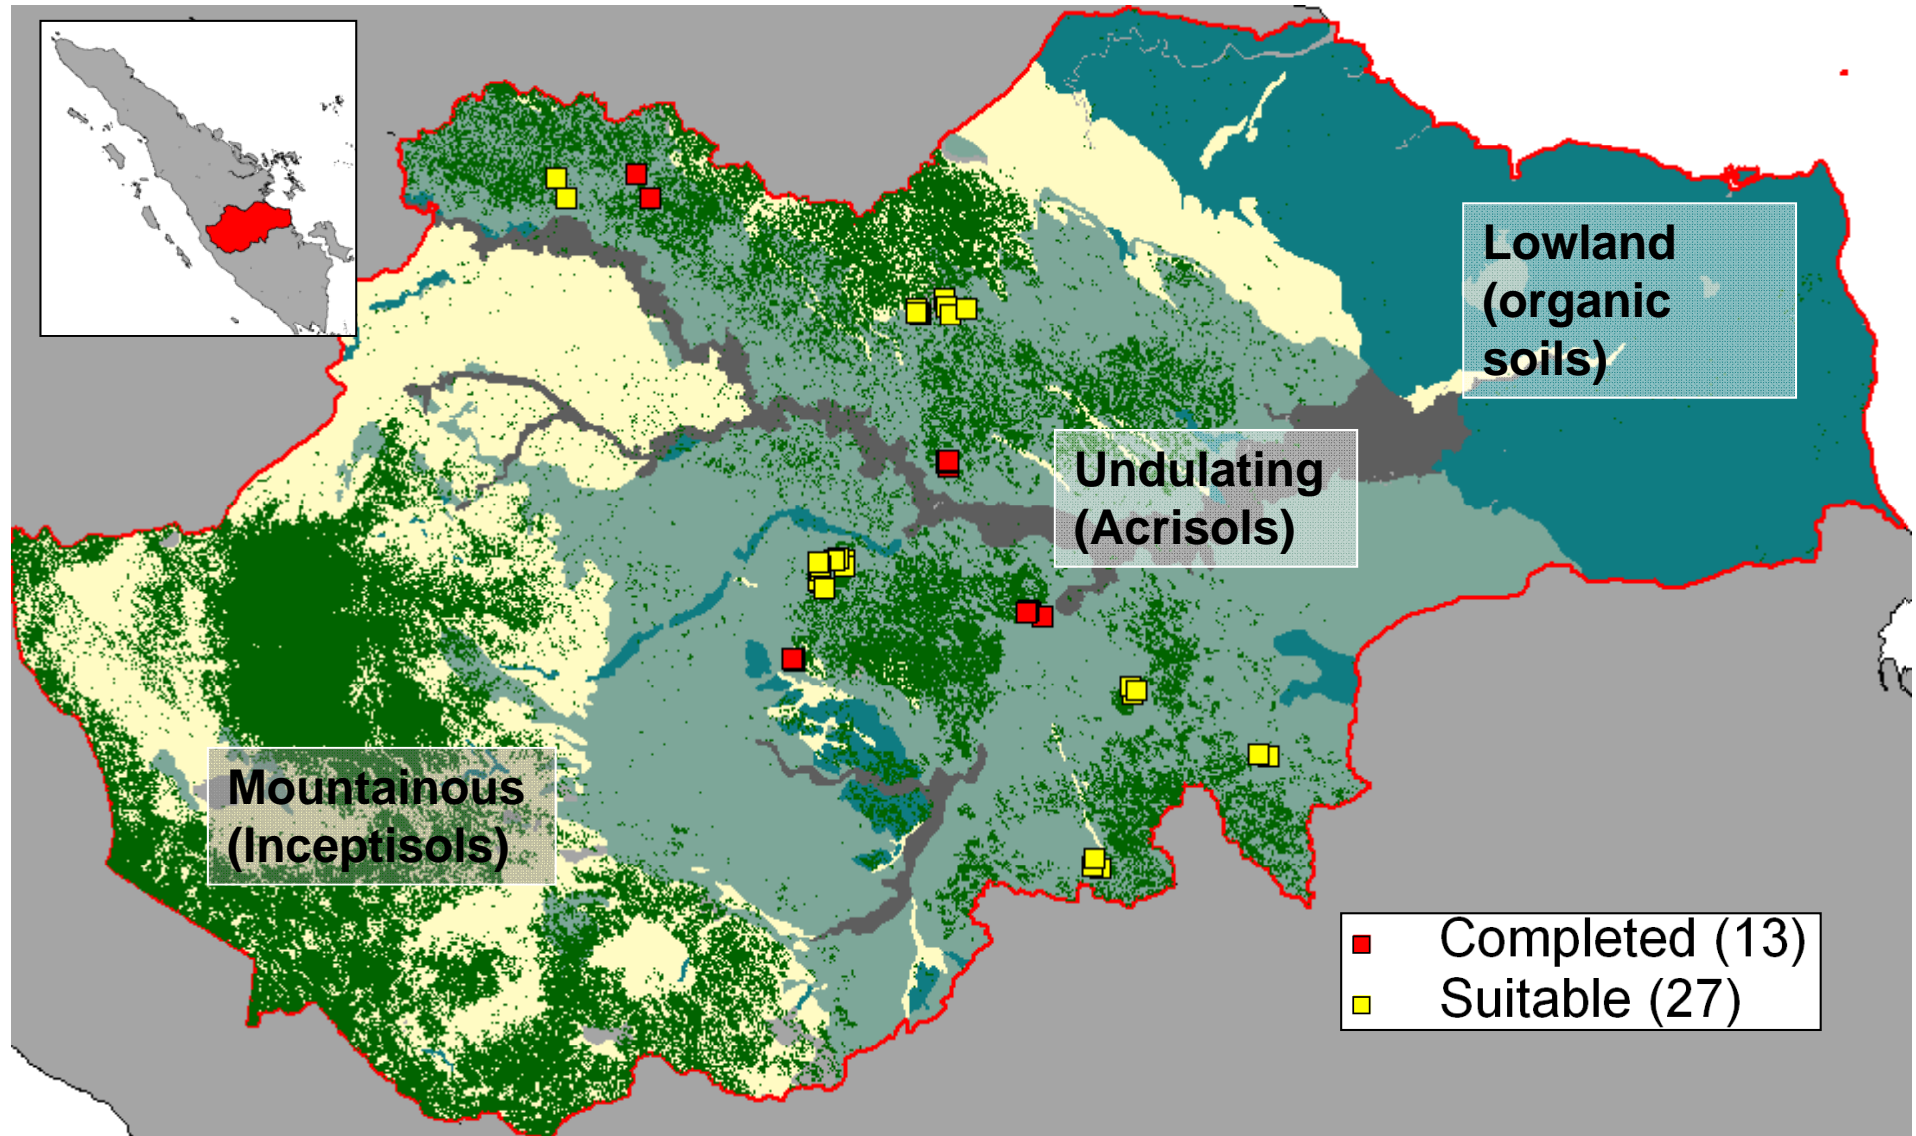 Lowland
(organic
soils)
Undulating
(Acrisols)
Mountainous
(Inceptisols)
Completed (13)
Suitable (27)